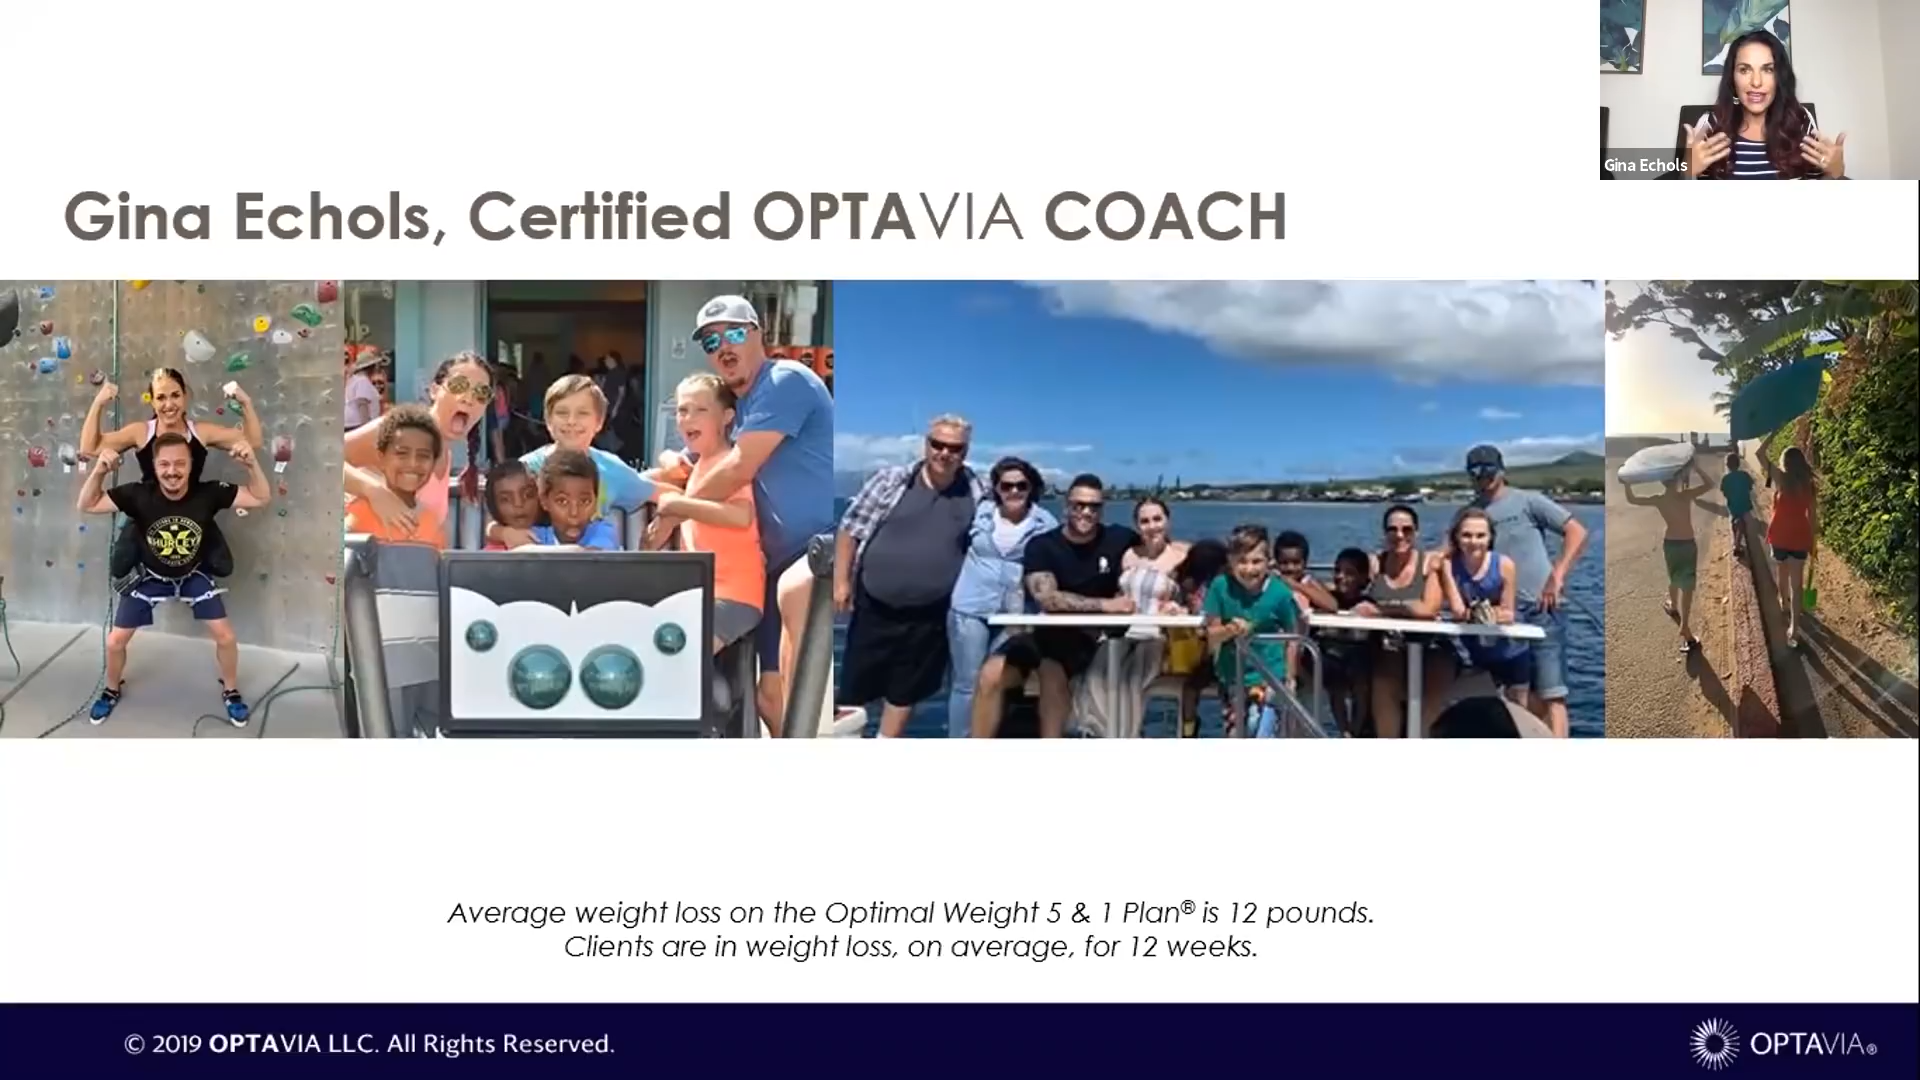 Gina Echols
Gina Echols, Certified OPTAVIA COACH
HURLEY
Average weight loss on the Optimal Weight 5 & 1 Plan® is 12 pounds.
Clients are in weight loss, on average, for 12 weeks.
© 2019 OPTAVIA LLC. All Rights Reserved.
OPTAVIA®